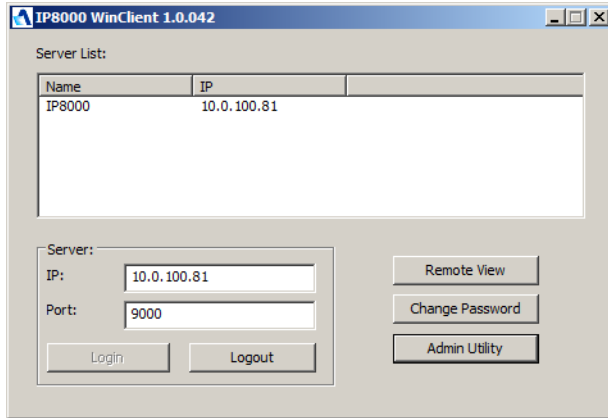 IP8000 WinClient 1.0.042
Server List:
Name IP
IP8000 10.0.100.81
Server:
IP: 10.0.100.81
Port: 9000
Login Logout
Remote View
Change Password
Admin Utility